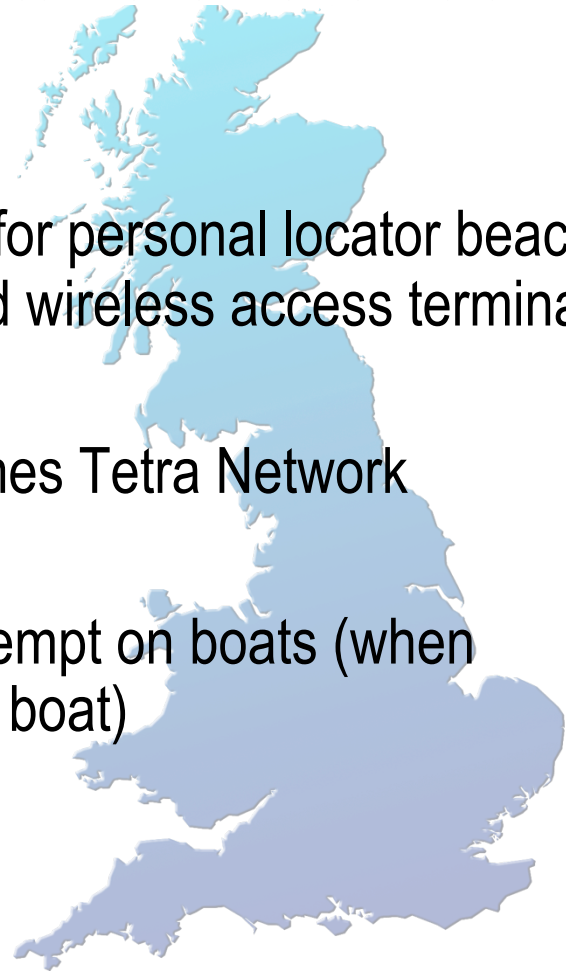 for personal locator beac
d wireless access termina
nes Tetra Network
empt on boats (when
boat)